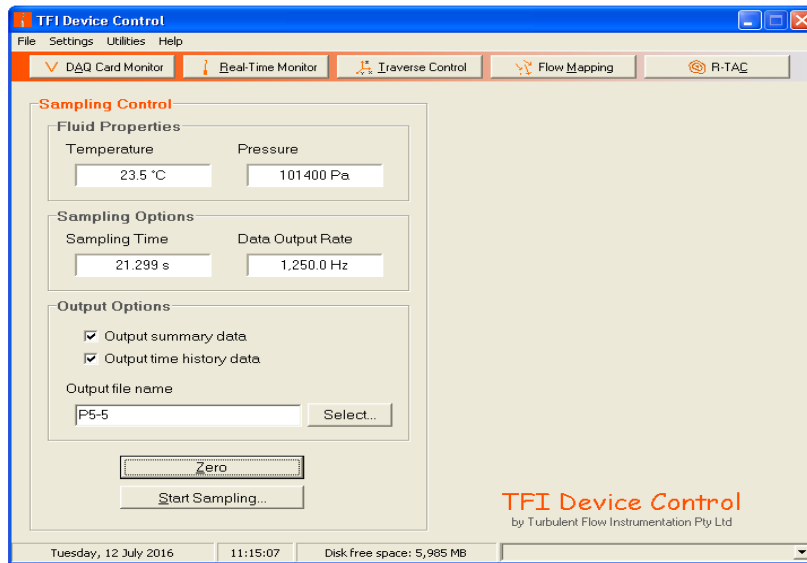 TFI Device Control
File Settings Utilities Help
DAQ Card Monitor Real-Time Monitor Traverse Control Flow Mapping R-TAC
Sampling Control
Fluid Properties
Temperature Pressure
23.5 °C 101400 Pa
Sampling Options
Sampling Time Data Output Rate
21.299 s 1,250.0 Hz
Output Options
Output summary data
Output time history data
Output file name
P5-5 Select...
Zero
Start Sampling...
TFI Device Control
by Turbulent Flow Instrumentation Pty Ltd
Tuesday, 12 July 2016 11:15:07 Disk free space: 5,985 MB